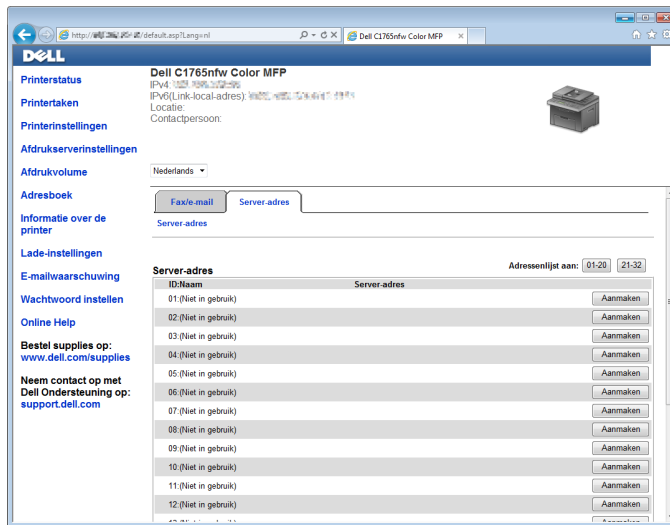 http:// /default.asp?Lang=nl
Dell C1765nfw Color MFP
DELL
Dell C1765nfw Color MFP
IPv4:
IPv6(Link-local-adres):
Locatie:
Contactpersoon:
Printerstatus
Printertaken
Printerinstellingen
Afdrukserverinstellingen
Afdrukvolume
Adresboek
Informatie over de
printer
Lade-instellingen
E-mailwaarschuwing
Wachtwoord instellen
Online Help
Bestel supplies op:
www.dell.com/supplies
Neem contact op met
Dell Ondersteuning op:
support.dell.com
Nederlands
Fax/e-mail Server-adres
Server-adres
Server-adres Adressenlijst aan: 01-20 21-32
ID:Naam Server-adres
01:(Niet in gebruik) Aanmaken
02:(Niet in gebruik) Aanmaken
03:(Niet in gebruik) Aanmaken
04:(Niet in gebruik) Aanmaken
05:(Niet in gebruik) Aanmaken
06:(Niet in gebruik) Aanmaken
07:(Niet in gebruik) Aanmaken
08:(Niet in gebruik) Aanmaken
09:(Niet in gebruik) Aanmaken
10:(Niet in gebruik) Aanmaken
11:(Niet in gebruik) Aanmaken
12:(Niet in gebruik) Aanmaken